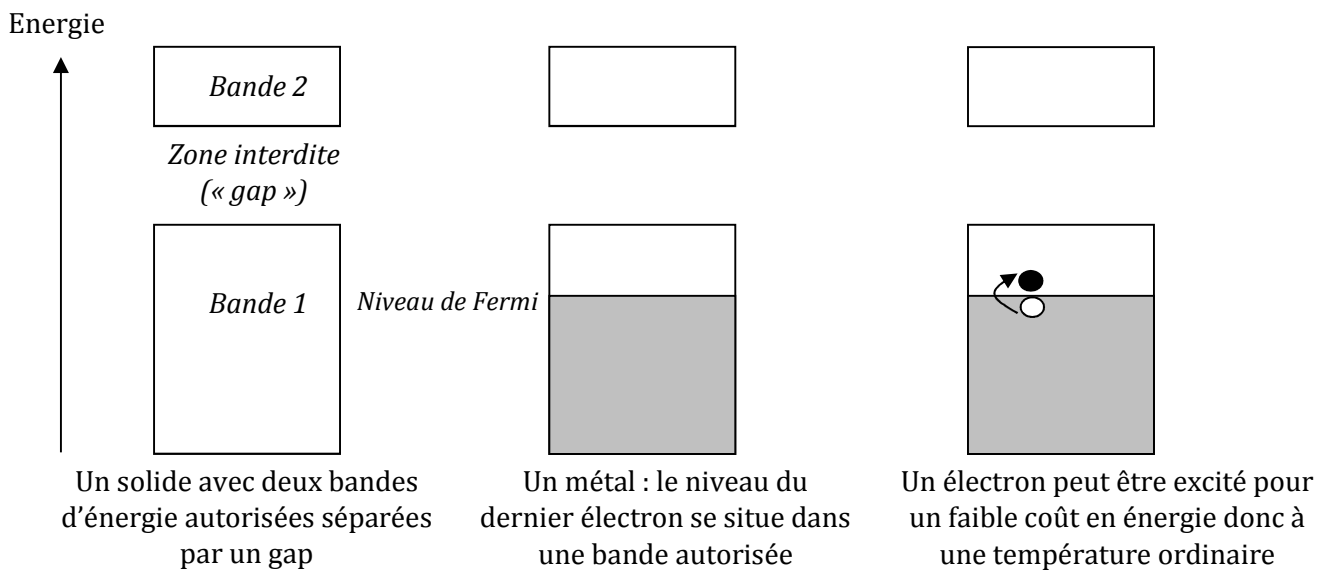 Energie
Bande 2
Zone interdite
(« gap »)
Bande 1
Niveau de Fermi
Un solide avec deux bandes
d’énergie autorisées séparées
par un gap
Un métal : le niveau du
dernier électron se situe dans
une bande autorisée
Un électron peut être excité pour
un faible coût en énergie donc à
une température ordinaire